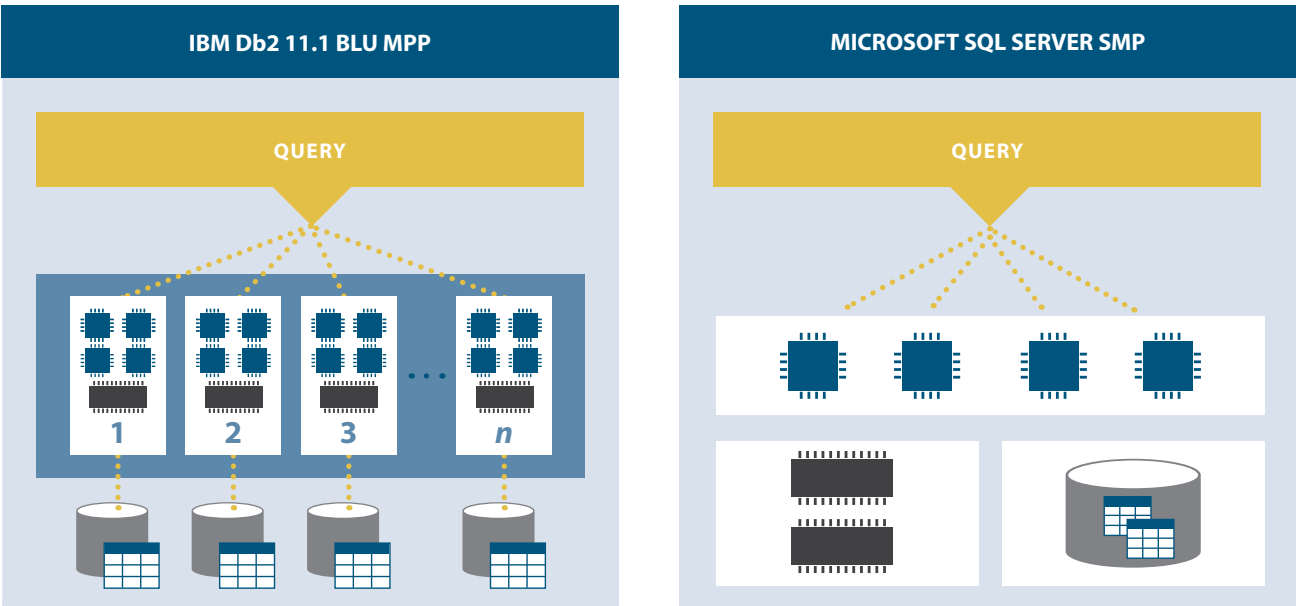 IBM Db2 11.1 BLU MPP
QUERY
1
2
3
...
n
MICROSOFT SQL SERVER SMP
QUERY